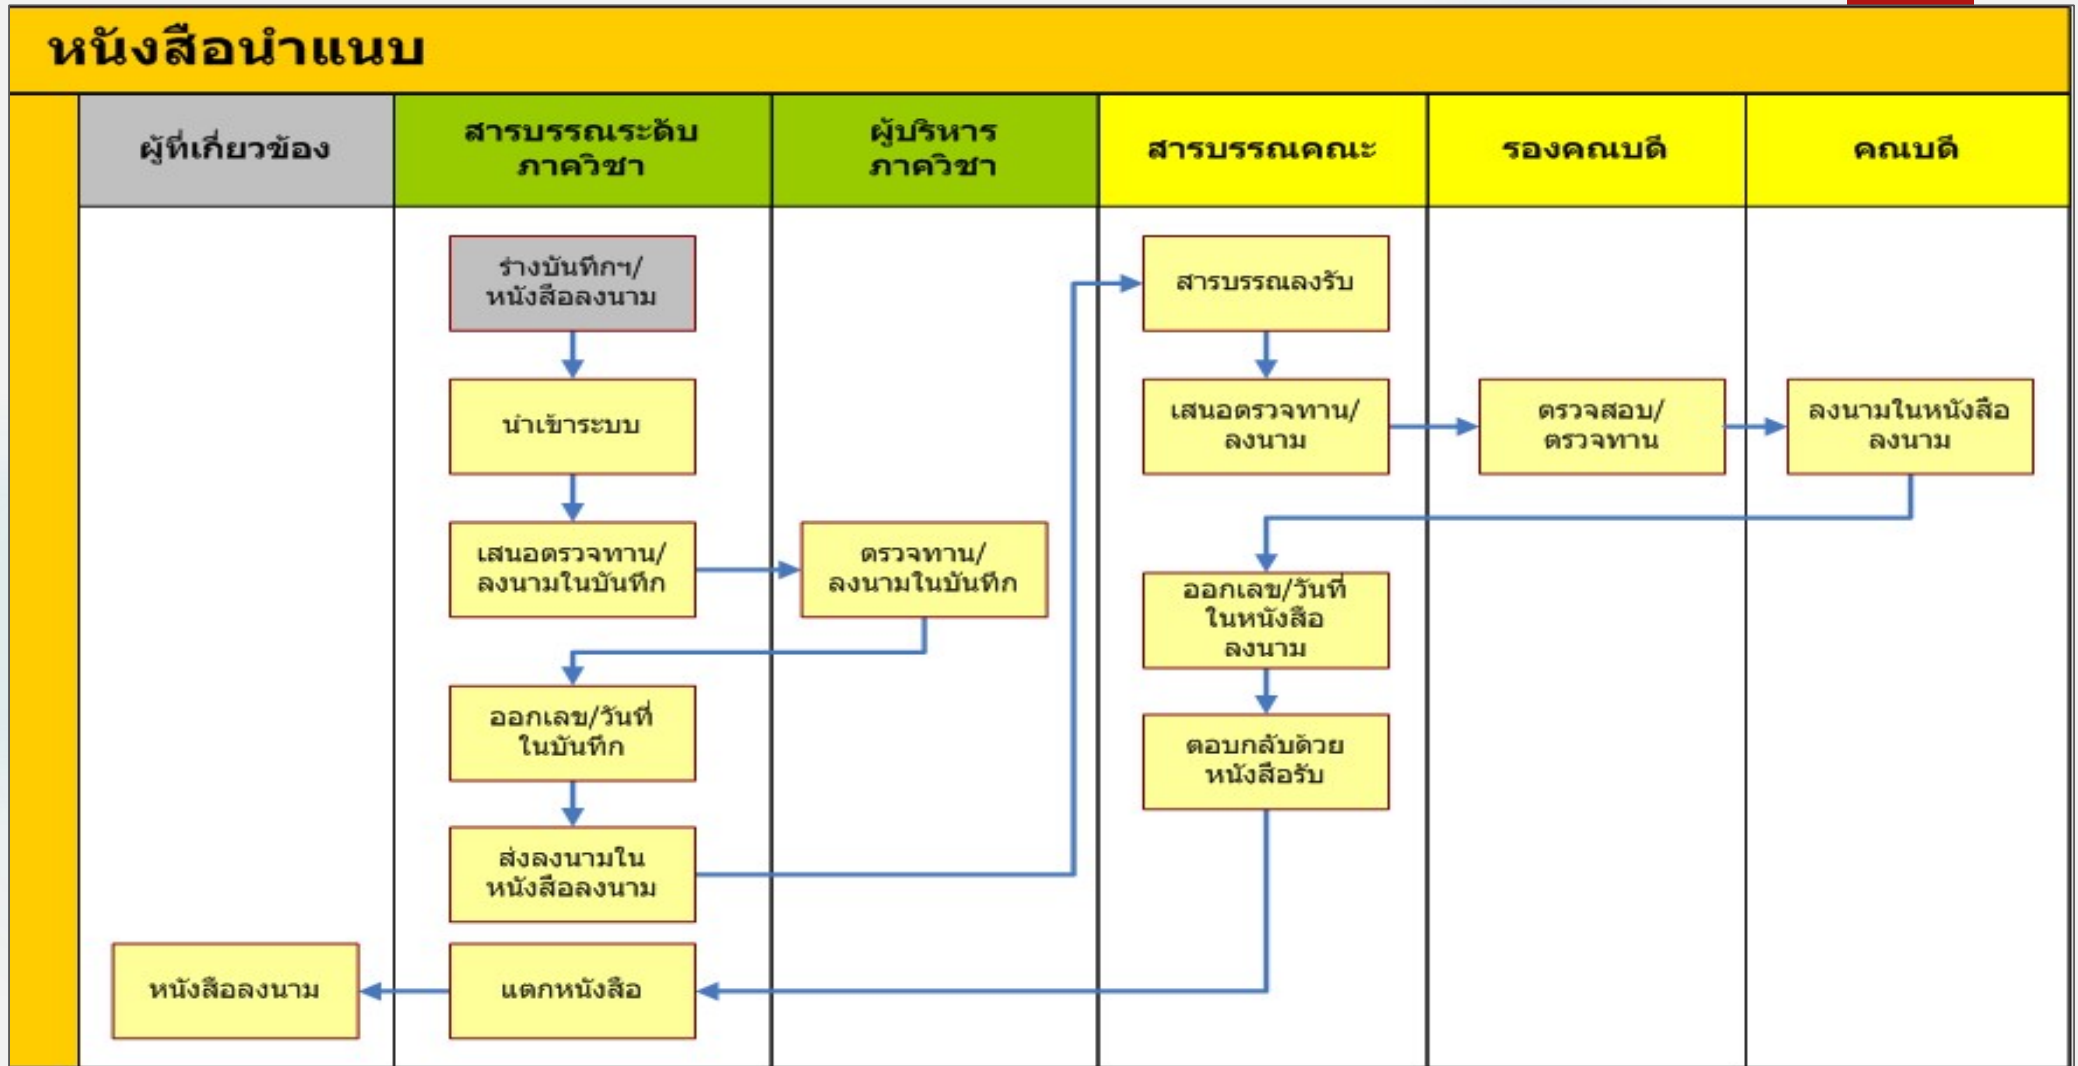 หนังสือนำแนบ
ผู้ที่เกี่ยวข้อง
สารบรรณระดับ
ภาควิชา
ผู้บริหาร
ภาควิชา
สารบรรณคณะ
รองคณบดี
คณบดี
ร่างบันทึกฯ/
หนังสือลงนาม
นำเข้าระบบ
เสนอตรวจทาน/
ลงนามในบันทึก
ตรวจทาน/
ลงนามในบันทึก
ออกเลข/วันที่
ในบันทึก
ส่งลงนามใน
หนังสือลงนาม
สารบรรณลงรับ
เสนอตรวจทาน/
ลงนาม
ตรวจสอบ/
ตรวจทาน
ลงนามในหนังสือ
ลงนาม
ออกเลข/วันที่
ในหนังสือ
ลงนาม
ตอบกลับด้วย
หนังสือรับ
แตกหนังสือ
หนังสือลงนาม